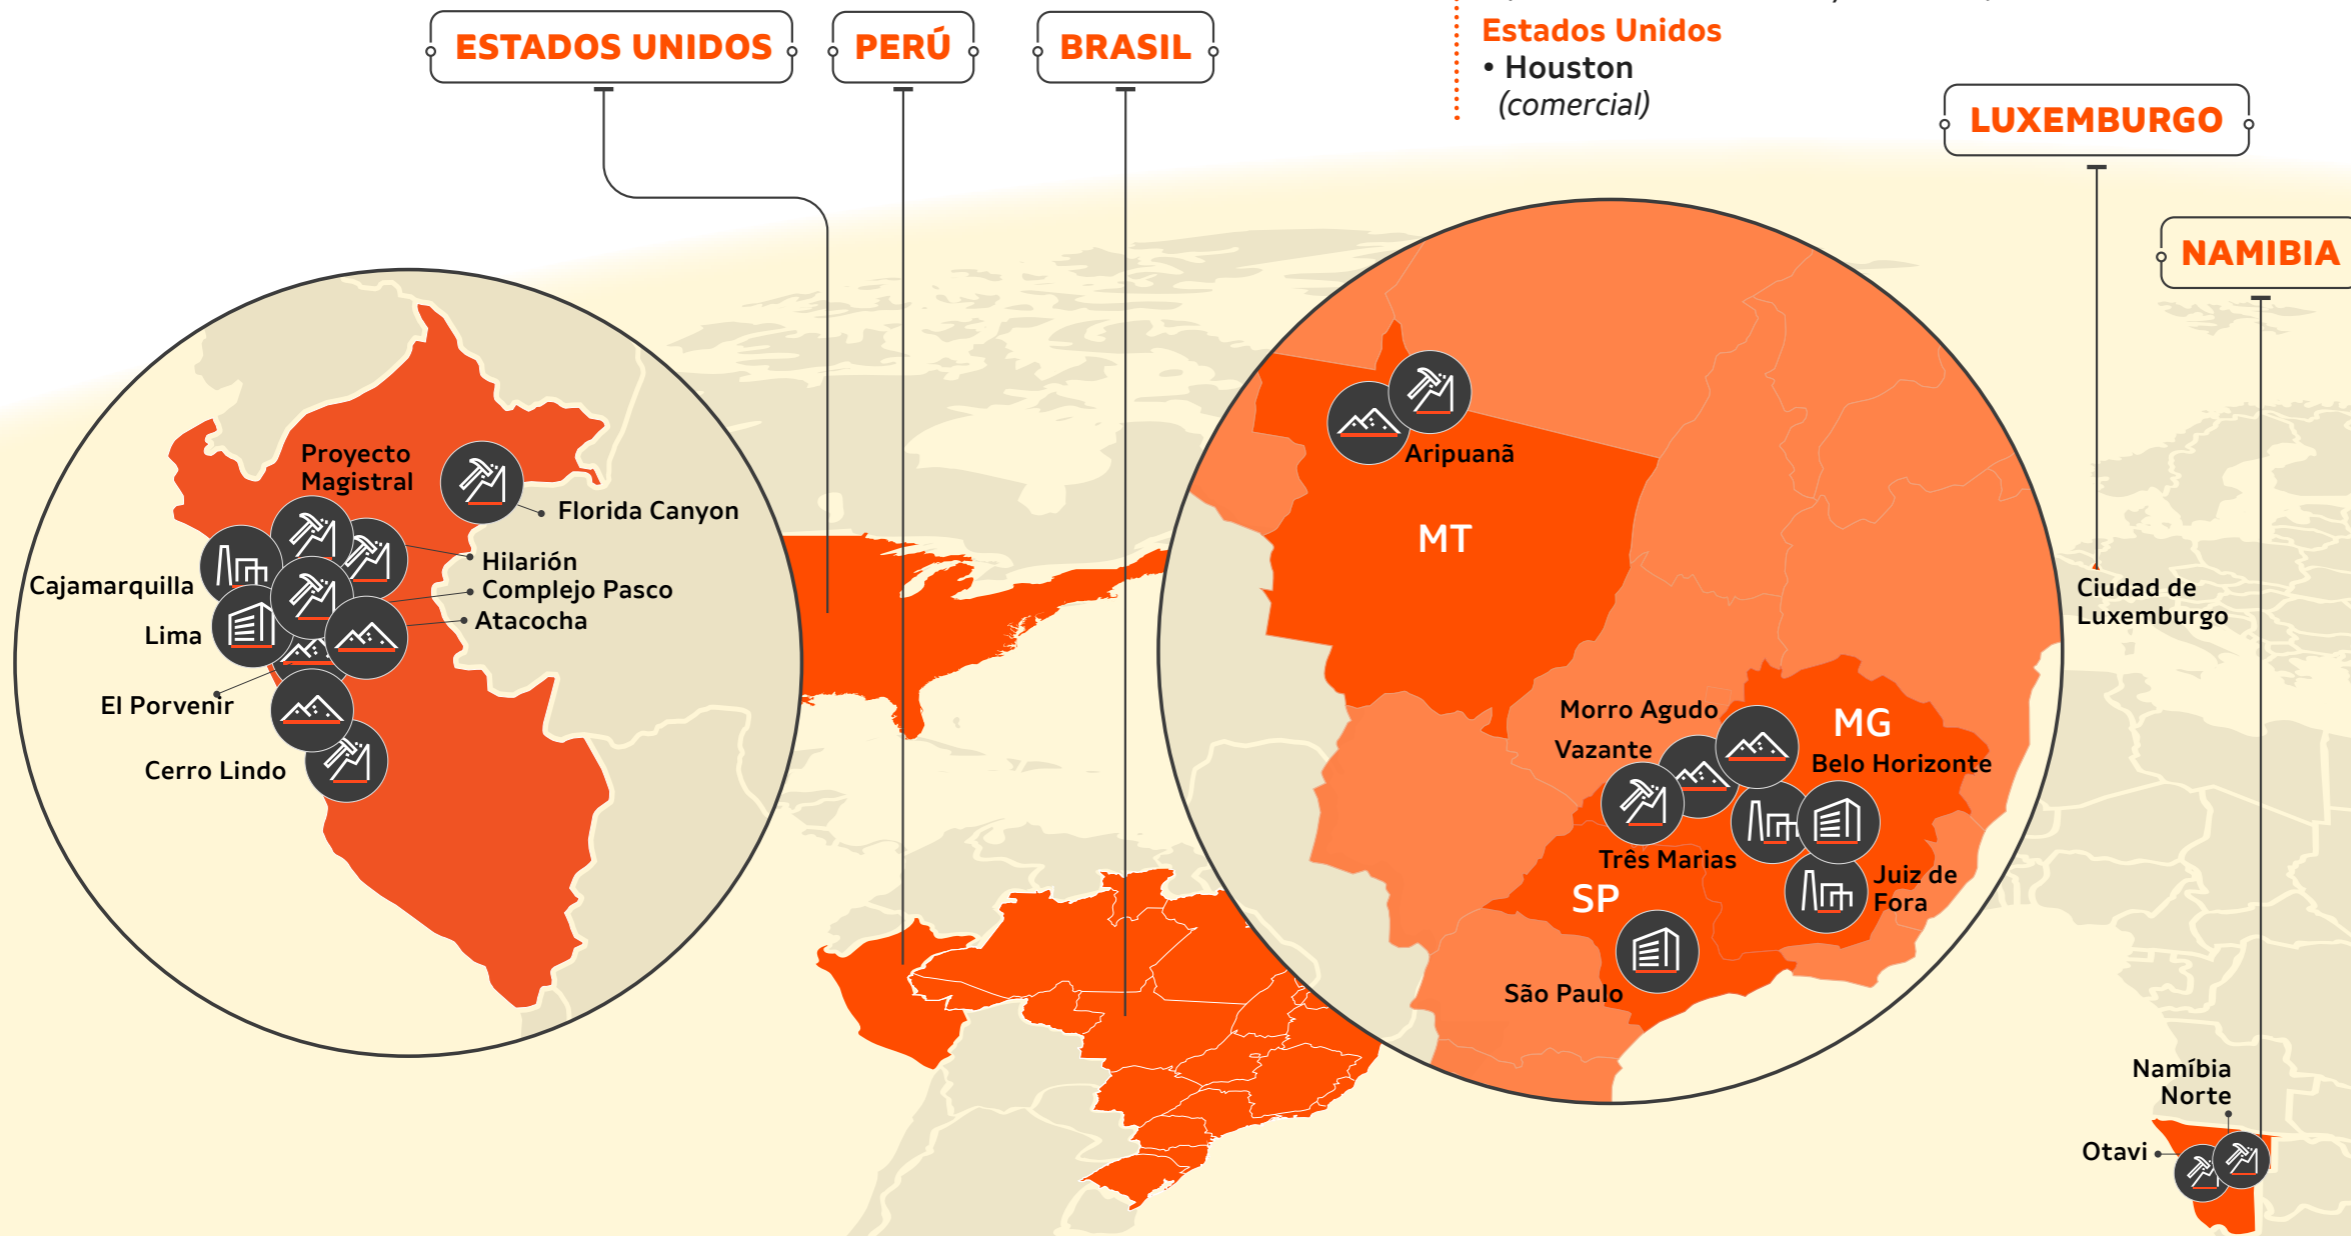 Estados Unidos
• Houston
(comercial)
ESTADOS UNIDOS
PERÚ
BRASIL
LUXEMBURGO
NAMIBIA
Proyecto
Magistral
Florida Canyon
Hilarión
Complejo Pasco
Atacocha
Cajamarquilla
Lima
El Porvenir
Cerro Lindo
Aripuanã
MT
Morro Agudo
Vazante
MG
Belo Horizonte
Três Marias
Juiz de
Fora
SP
São Paulo
Ciudad de
Luxemburgo
Namíbia
Norte
Otavi